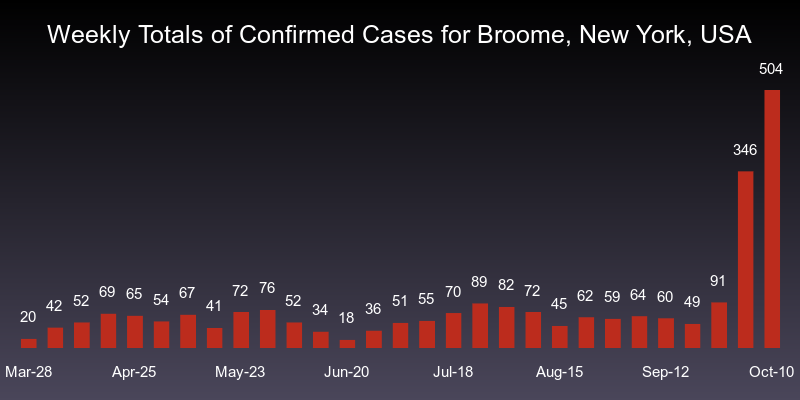 Weekly Totals of Confirmed Cases for Broome, New York, USA
20 42 52 69 65 54 67 41 72 76 52 34 18 36 51 55 70 89 82 72 45 62 59 64 60 49 91 346 504
Mar-28 Apr-25 May-23 Jun-20 Jul-18 Aug-15 Sep-12 Oct-10